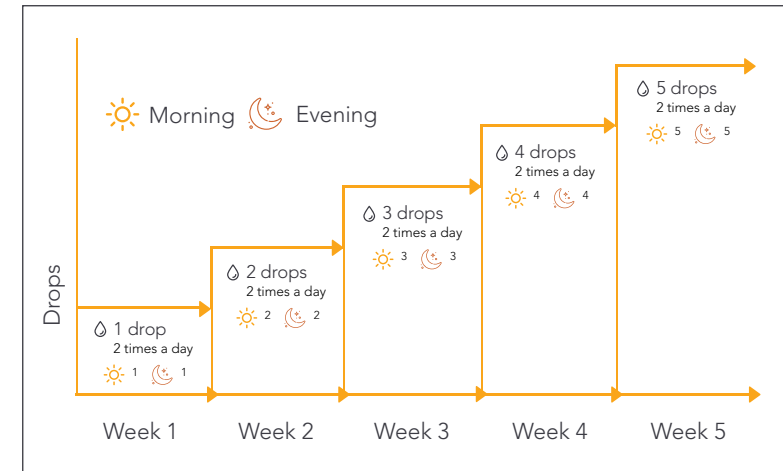 Morning Evening
Drops
1 drop
2 times a day
1 1
2 drops
2 times a day
2 2
3 drops
2 times a day
3 3
4 drops
2 times a day
4 4
5 drops
2 times a day
5 5
Week 1 Week 2 Week 3 Week 4 Week 5